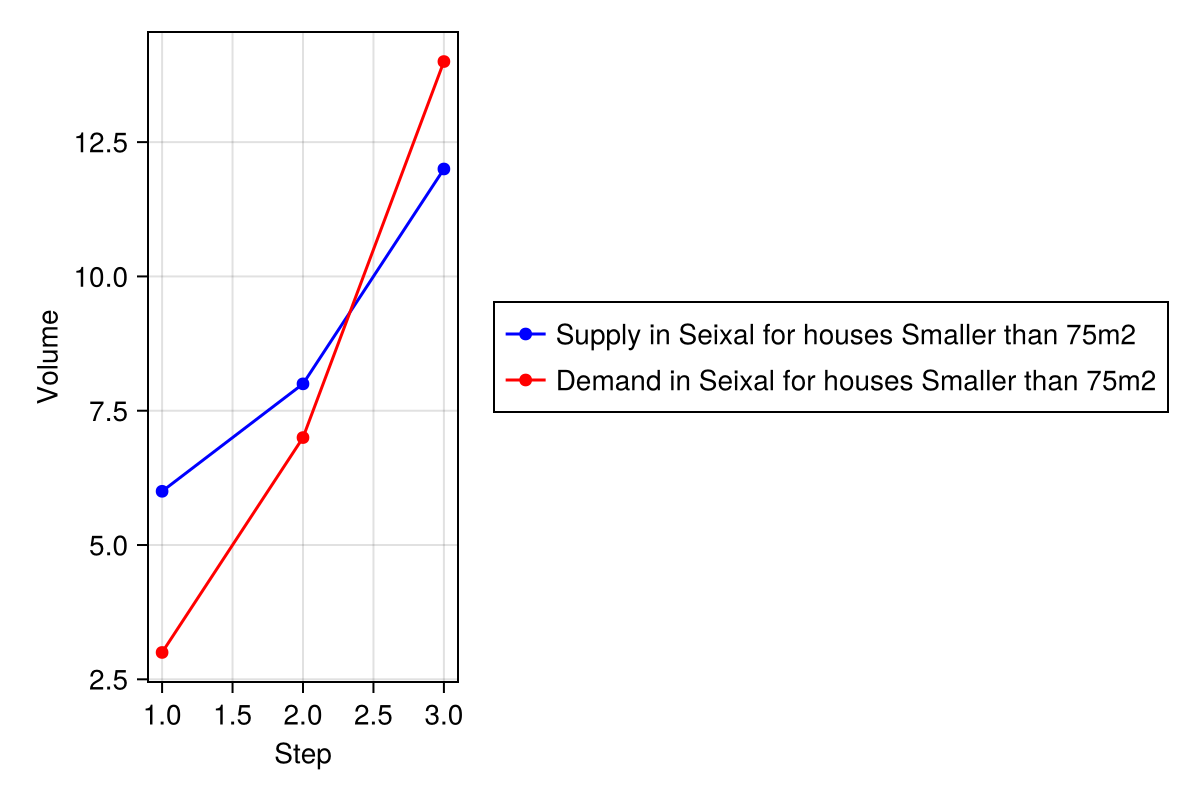 12.5
10.0
7.5
5.0
2.5
Volume
1.0 1.5 2.0 2.5 3.0
Step
Supply in Seixal for houses Smaller than 75m2
Demand in Seixal for houses Smaller than 75m2